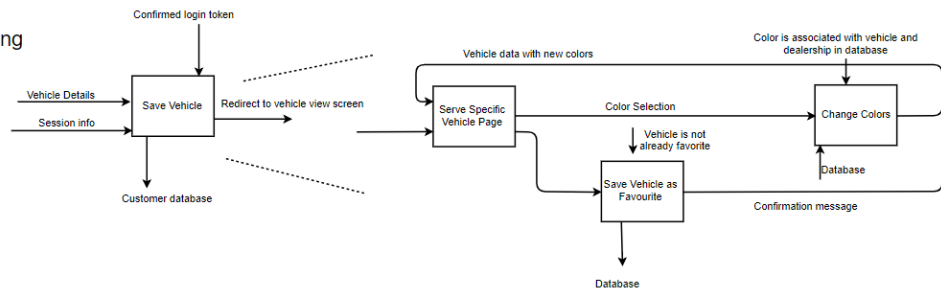 ng
Confirmed login token
Vehicle Details
Session info
Save Vehicle
Redirect to vehicle view screen
Customer database
Vehicle data with new colors
Color is associated with vehicle and
dealership in database
Serve Specific
Vehicle Page
Color Selection
Change Colors
Vehicle is not
already favorite
Database
Save Vehicle as
Favourite
Confirmation message
Database